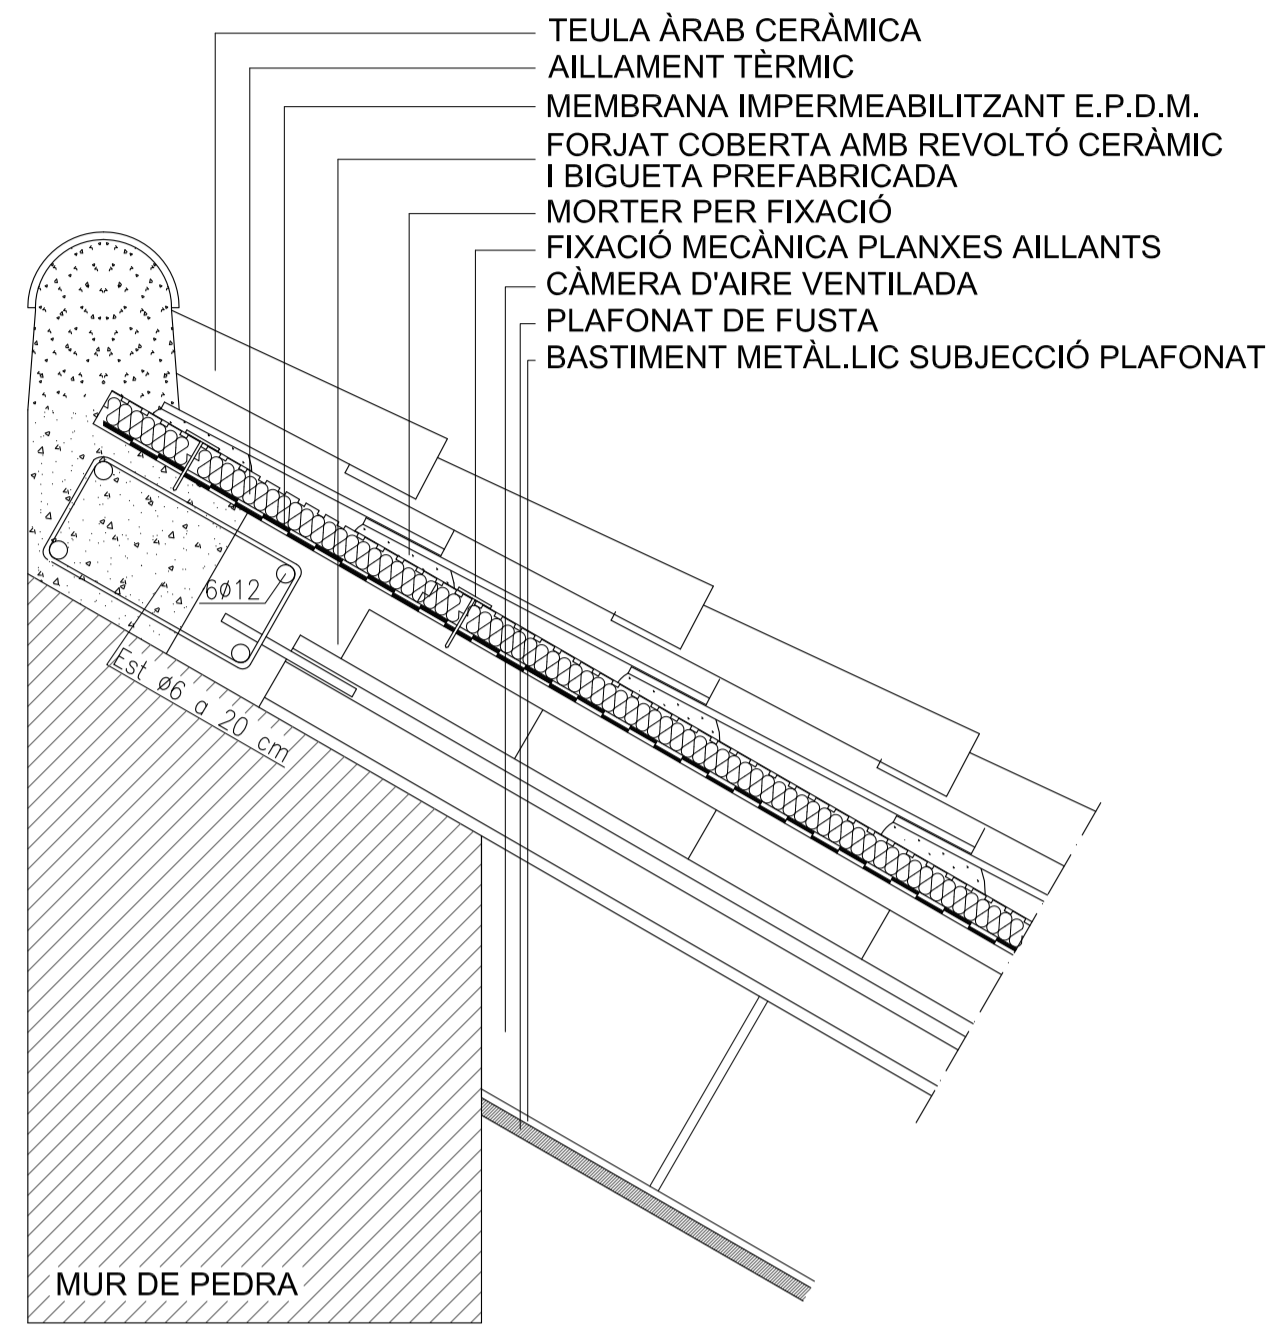 TEULA ÀRAB CERÀMICA
AILLAMENT TÈRMIC
MEMBRANA IMPERMEABILITZANT E.P.D.M.
FORJAT COBERTA AMB REVOLTÓ CERÀMIC
I BIGUETA PREFABRICADA
MORTER PER FIXACIÓ
FIXACIÓ MECÀNICA PLANXES AILLANTS
CÀMERA D'AIRE VENTILADA
PLAFONAT DE FUSTA
BASTIMENT METÀL.LIC SUBJECCIÓ PLAFONAT
6ø12
Est ø6 a 20 cm
MUR DE PEDRA